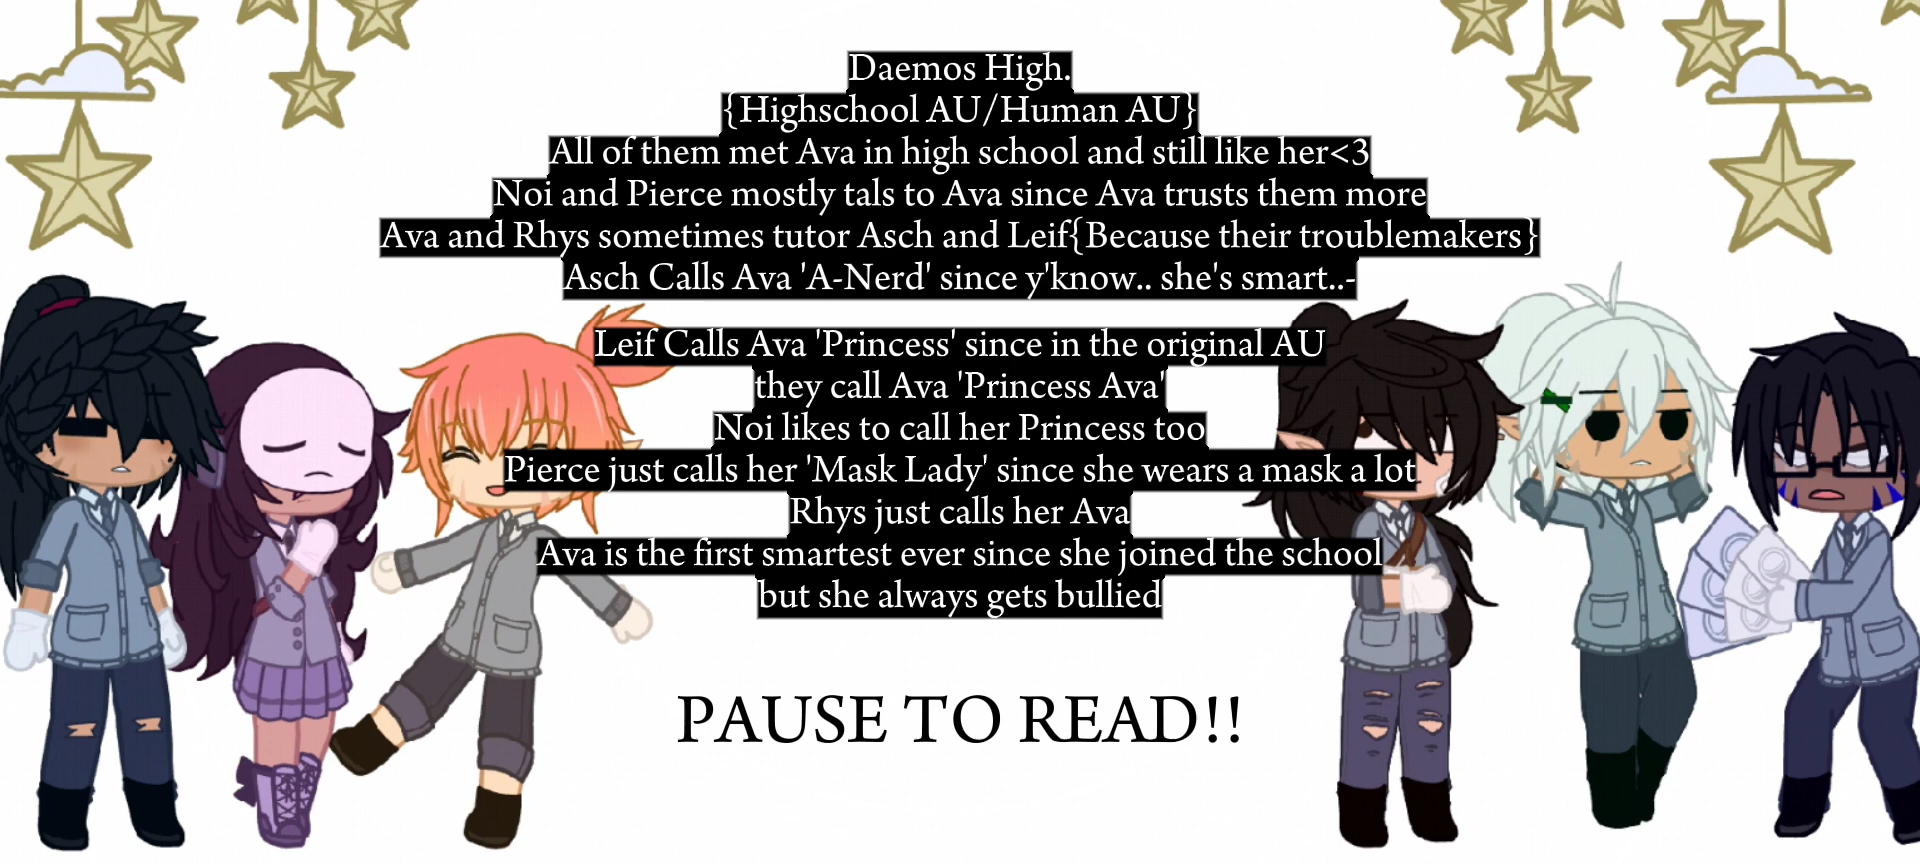 Daemos High.
{Highschool AU/Human AU}
All of them met Ava in high school and still like her<3
Noi and Pierce mostly tals to Ava since Ava trusts them more
Ava and Rhys sometimes tutor Asch and Leif{Because their troublemakers}
Asch Calls Ava 'A-Nerd' since y'know.. she's smart..-
Leif Calls Ava 'Princess' since in the original AU
they call Ava 'Princess Ava'
Noi likes to call her Princess too
Pierce just calls her 'Mask Lady' since she wears a mask a lot
Rhys just calls her Ava
Ava is the first smartest ever since she joined the school
but she always gets bullied
PAUSE TO READ!!